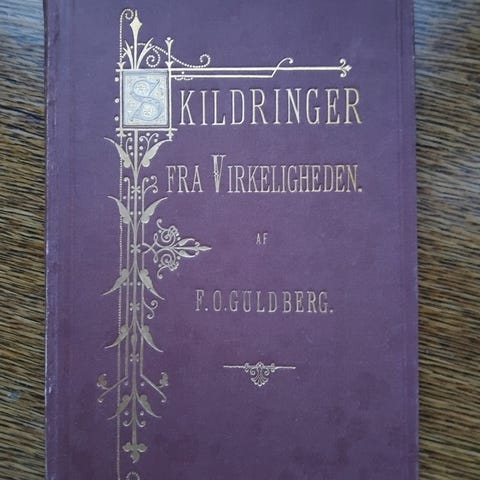 SKILDRINGER
FRA VIRKELIGHEDEN.
AF
F.O.GULDBERG.